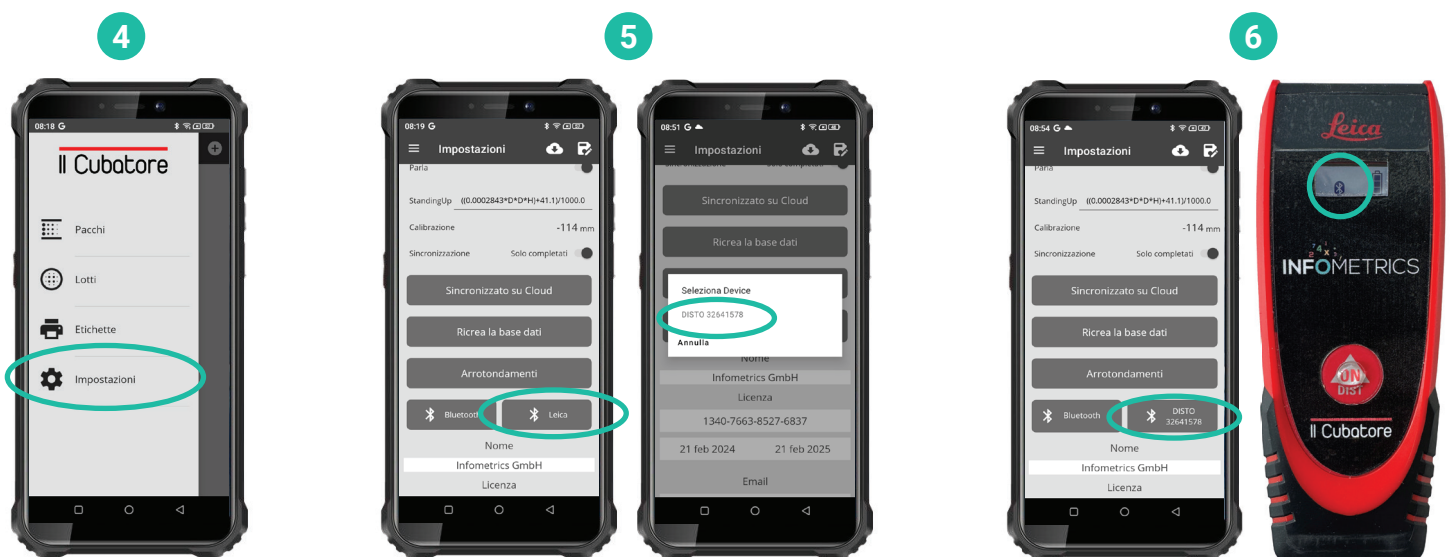 4
5
6
08:18 G
Il Cubatore
Pacchi
Lotti
Etichette
Impostazioni
08:19 G
Impostazioni
Parla
StandingUp ((0.0002843*D*D*H)+41.1)/1000.0
Calibrazione -114 mm
Sincronizzazione Solo completati
Sincronizzato su Cloud
Ricrea la base dati
Arrotondamenti
Bluetooth Leica
Nome
Infometrics GmbH
Licenza
08:51 G
Impostazioni
Sincronizzazione Solo completati
Sincronizzato su Cloud
Ricrea la base dati
Seleziona Device
DISTO 32641578
Annulla
Nome
Infometrics GmbH
Licenza
1340-7663-8527-6837
21 feb 2024 21 feb 2025
Email
08:54 G
Impostazioni
Parla
StandingUp ((0.0002843*D*D*H)+41.1)/1000.0
Calibrazione -114 mm
Sincronizzazione Solo completati
Sincronizzato su Cloud
Ricrea la base dati
Arrotondamenti
Bluetooth DISTO
32641578
Nome
Infometrics GmbH
Licenza
Leica
INFOMETRICS
ON
DIST
Il Cubatore